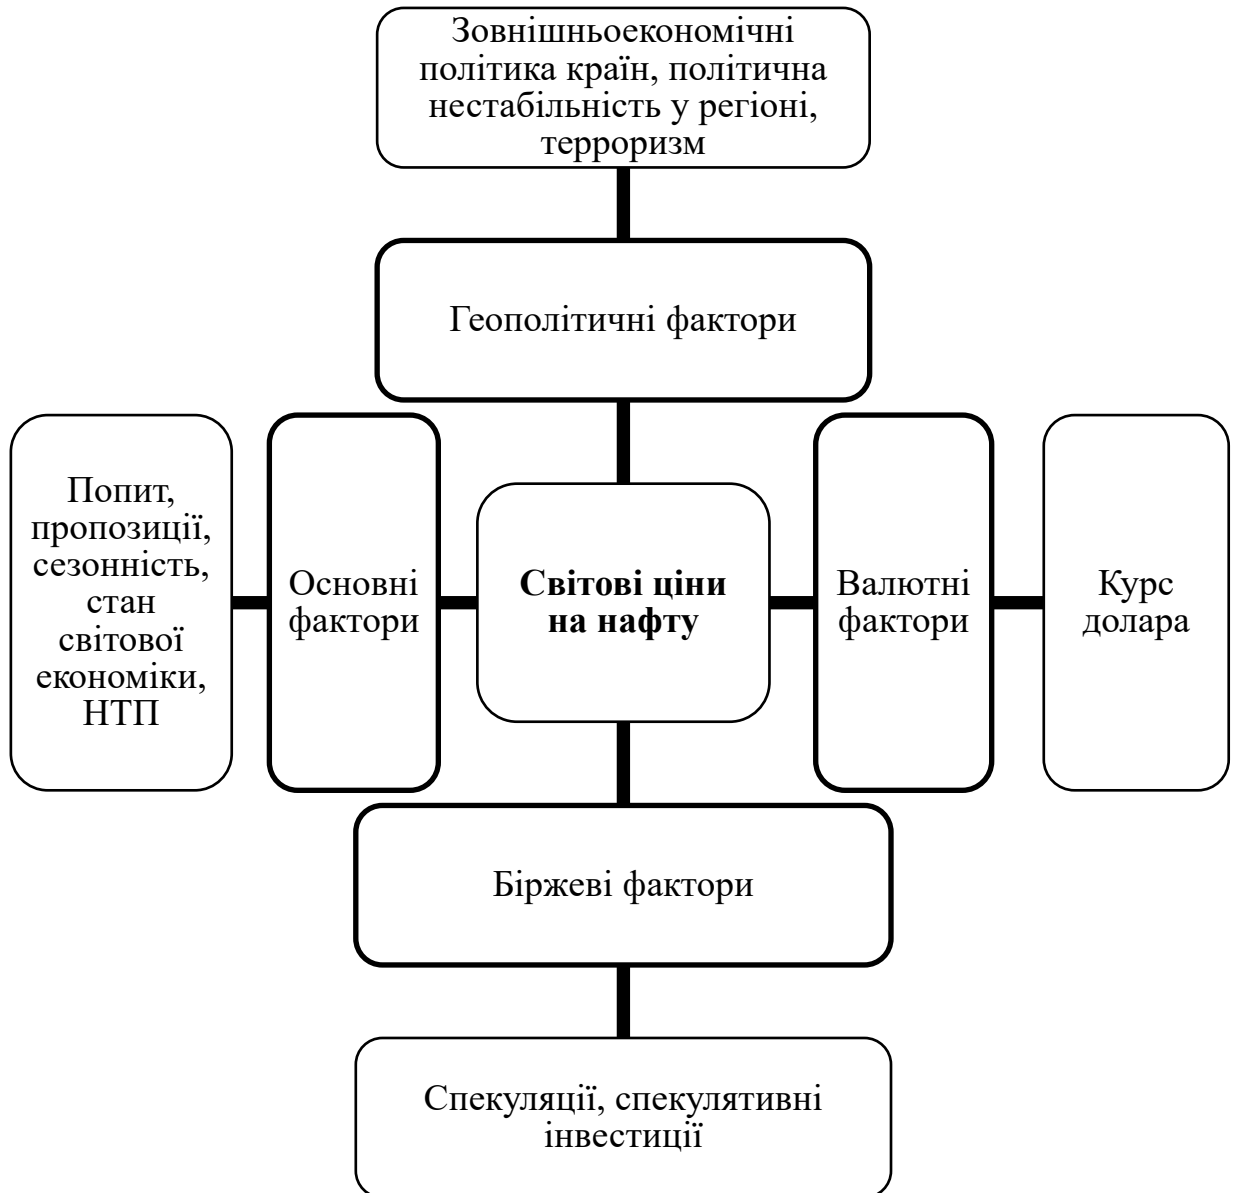 Зовнішньоекономічні
політика країн, політична
нестабільність у регіоні,
терроризм
Геополітичні фактори
Попит,
пропозиції,
сезонність,
стан
світової
економіки,
НТП
Основні
фактори
Світові ціни
на нафту
Валютні
фактори
Курс
долара
Біржеві фактори
Спекуляції, спекулятивні
інвестиції